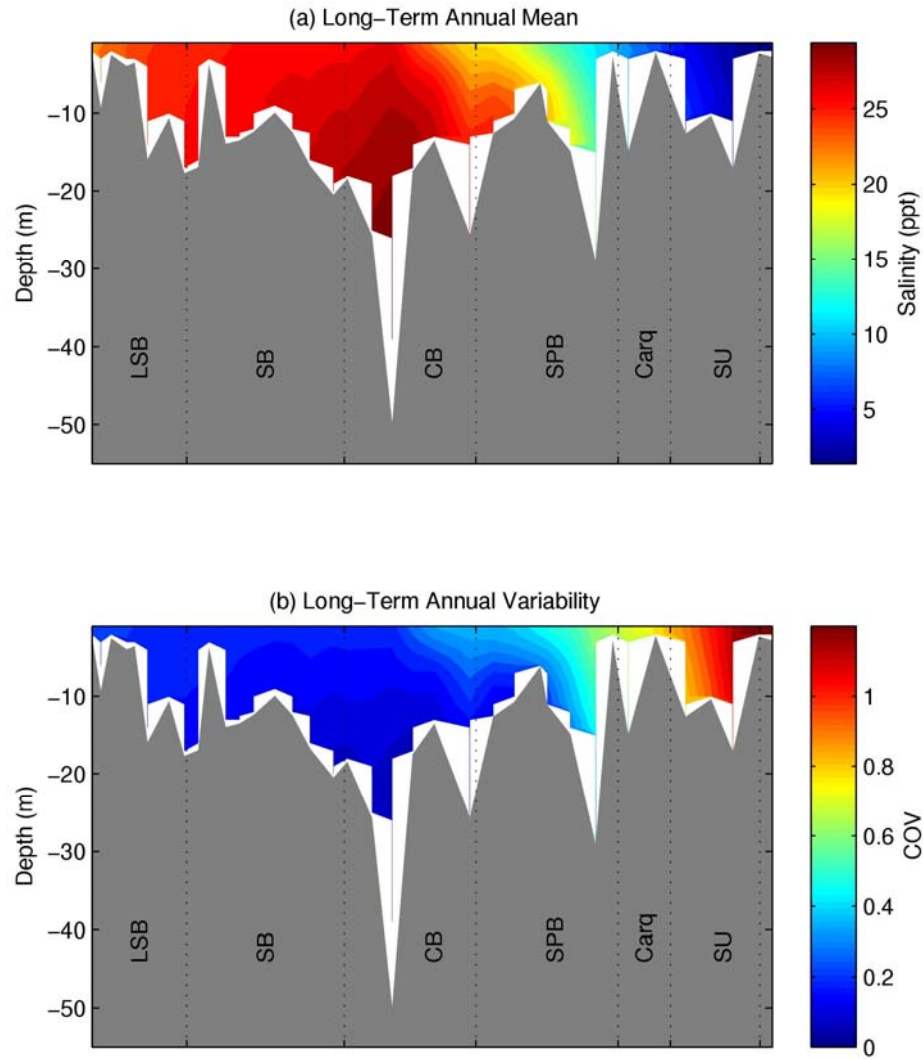 (a) Long−Term Annual Mean
−10
−20
−30
−40
−50
Depth (m)
LSB
SB
CB
SPB
Carq
SU
25
20
15
10
5
Salinity (ppt)
(b) Long−Term Annual Variability
−10
−20
−30
−40
−50
Depth (m)
LSB
SB
CB
SPB
Carq
SU
1
0.8
0.6
0.4
0.2
0
COV